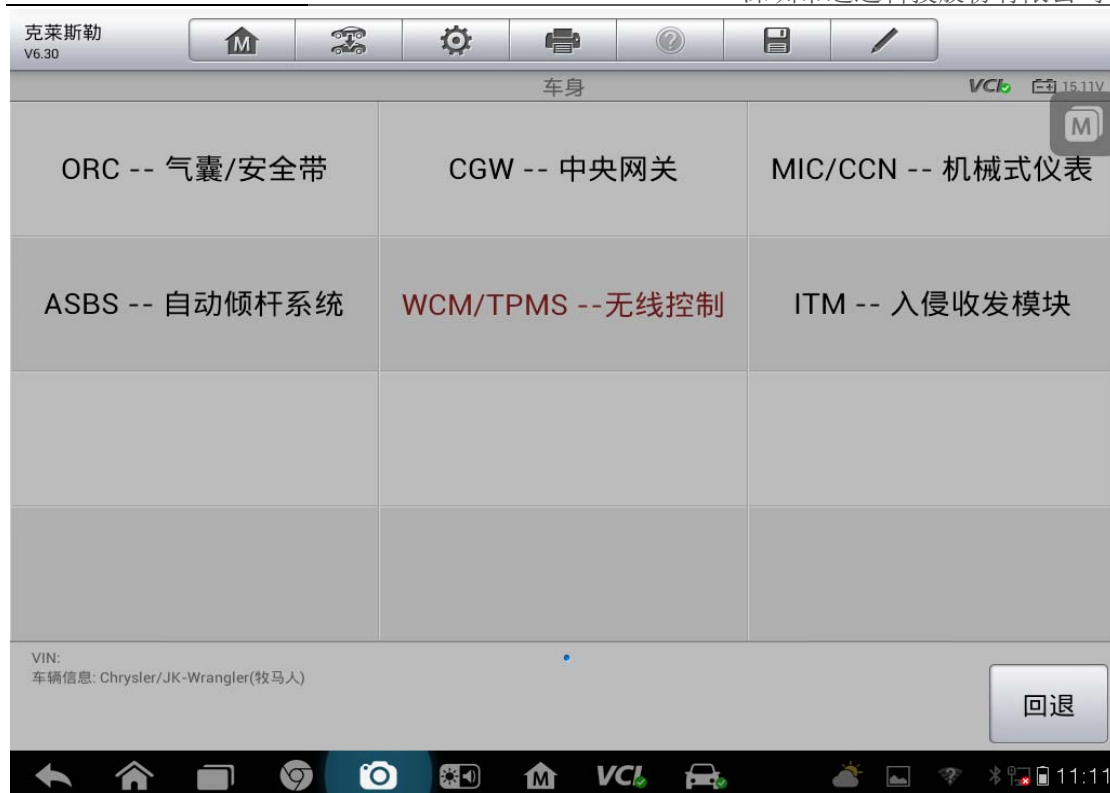 克莱斯勒
V6.30
车身
VCI 15.11V
M
ORC -- 气囊/安全带
CGW -- 中央网关
MIC/CCN -- 机械式仪表
ASBS -- 自动倾杆系统
WCM/TPMS --无线控制
ITM -- 入侵收发模块
VIN:
车辆信息: Chrysler/JK-Wrangler(牧马人)
回退
M
VCI
11:11